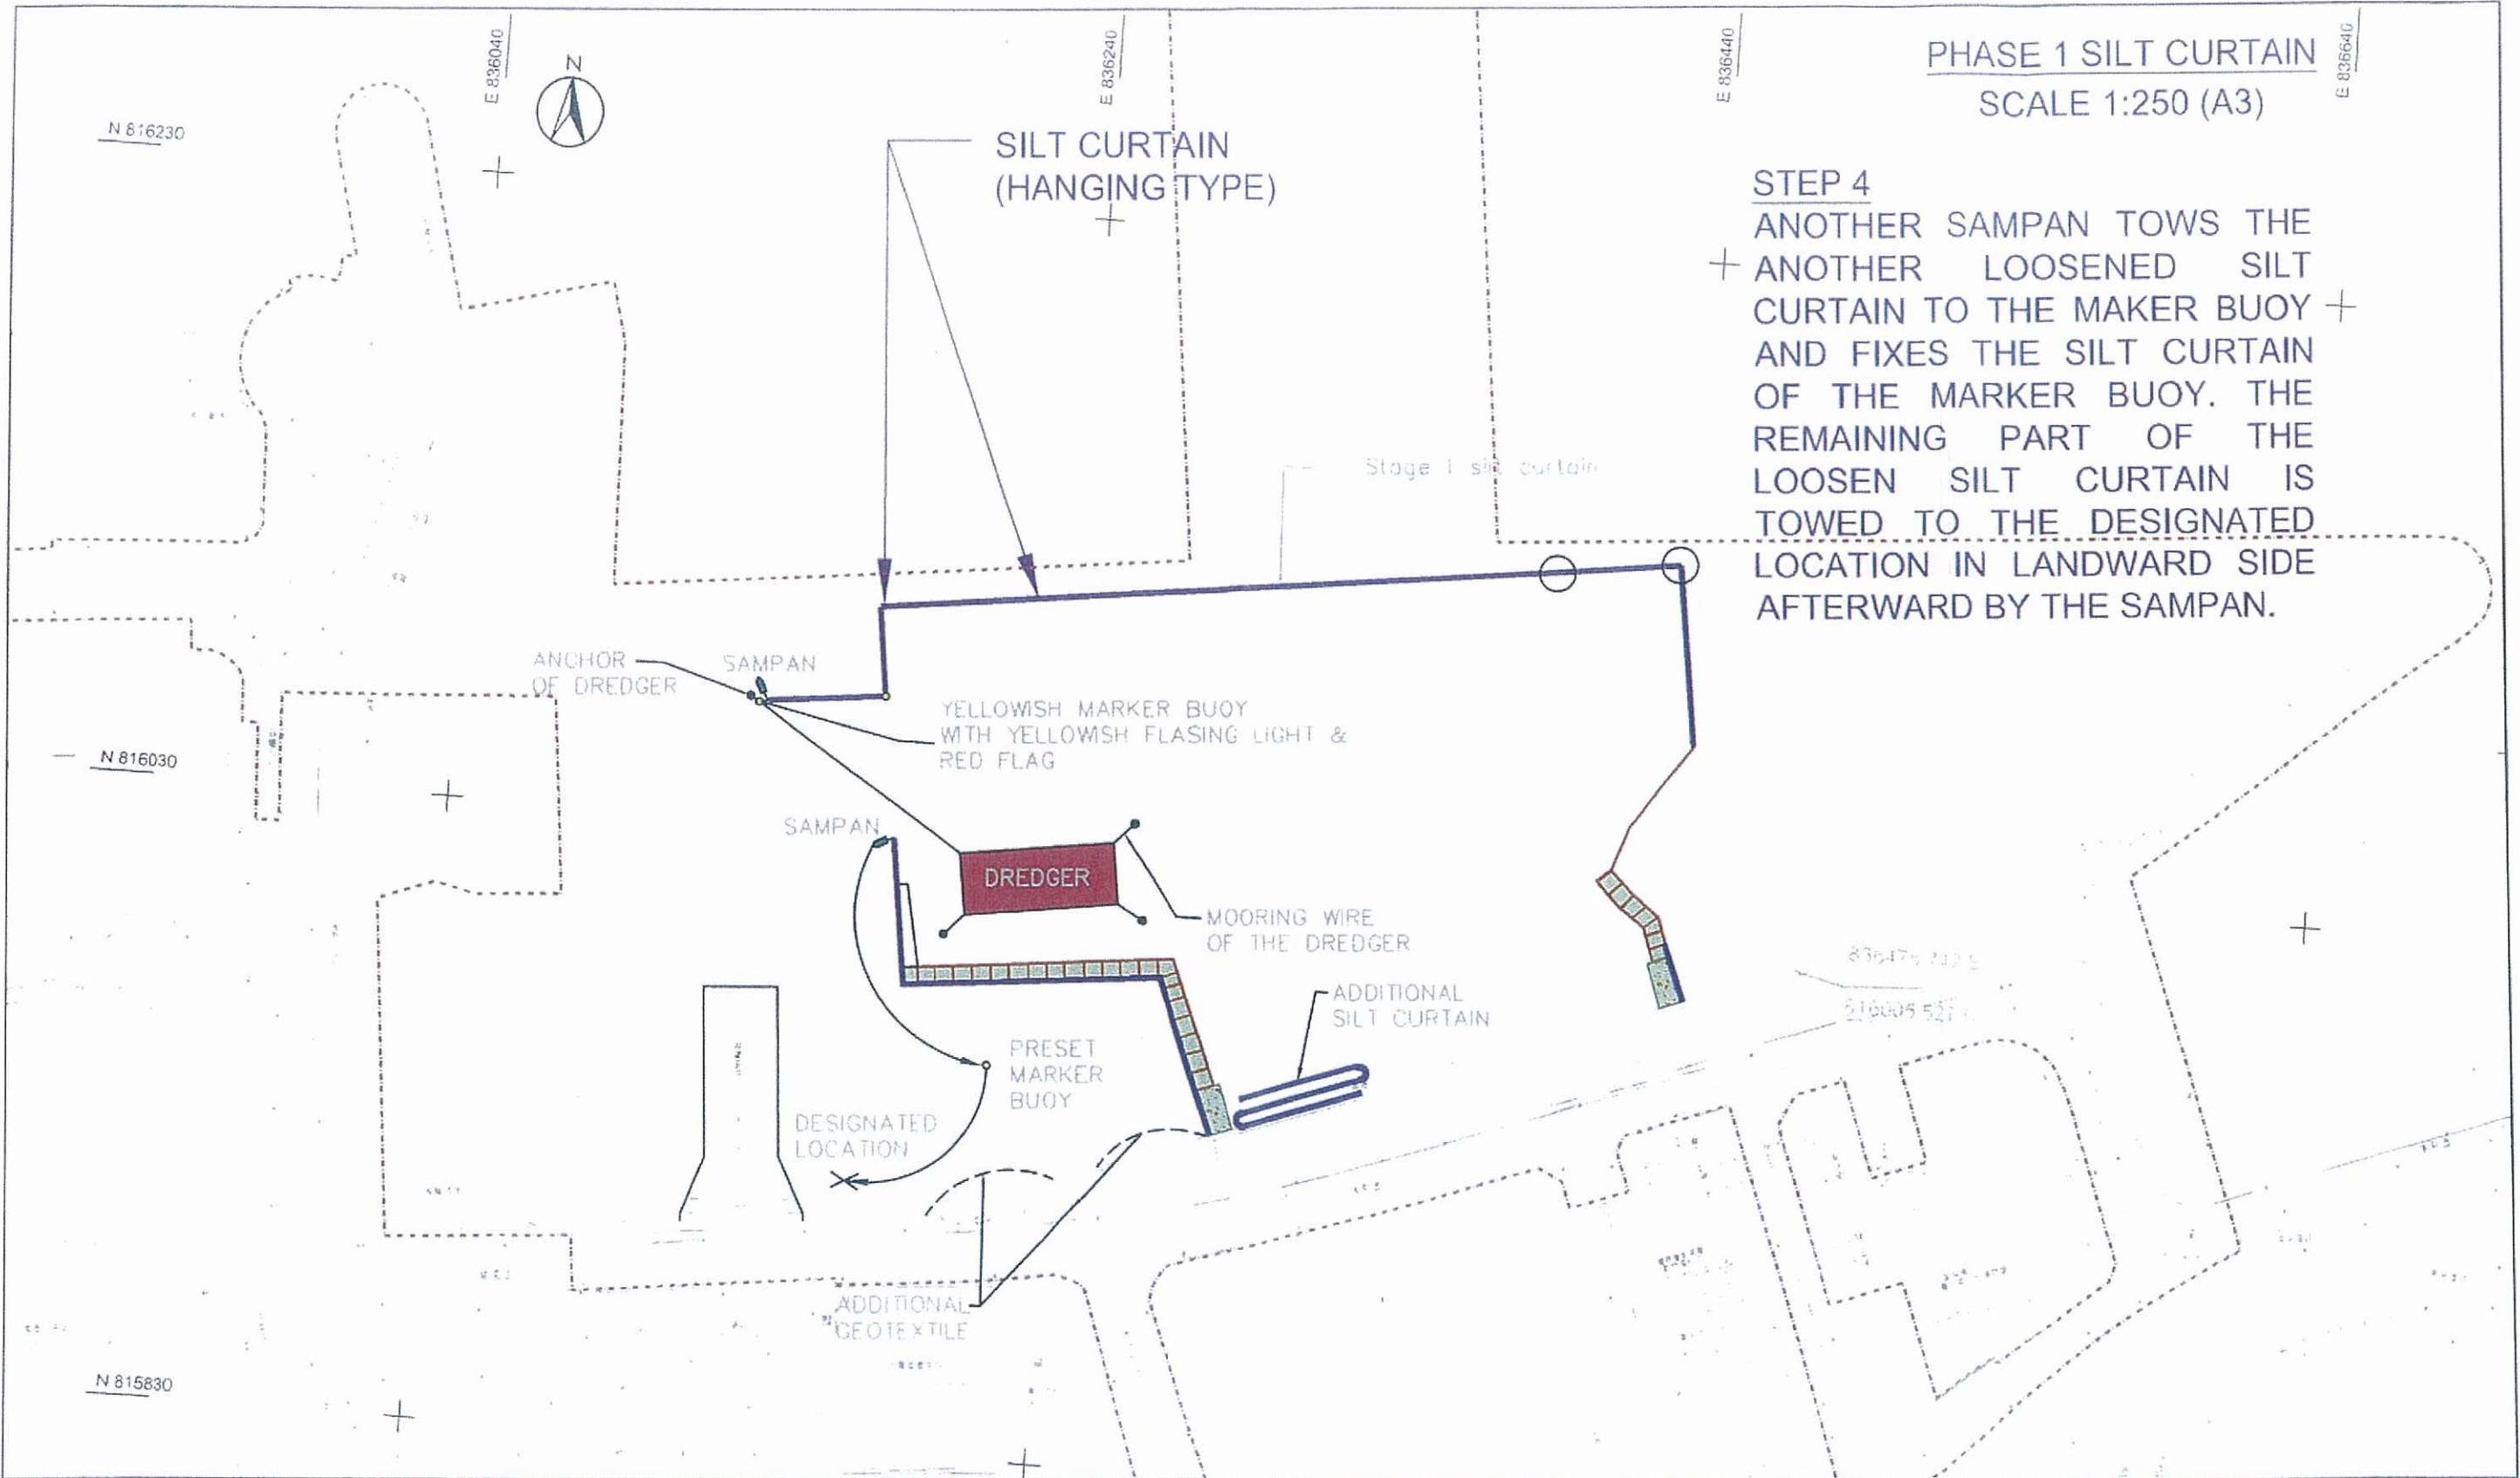 E 836040
E 836240
E 836440
E 836640
PHASE 1 SILT CURTAIN
SCALE 1:250 (A3)
N
N 816230
SILT CURTAIN
(HANGING TYPE)
STEP 4
ANOTHER SAMPAN TOWS THE
ANOTHER LOOSENED SILT
CURTAIN TO THE MAKER BUOY
AND FIXES THE SILT CURTAIN
OF THE MARKER BUOY. THE
REMAINING PART OF THE
LOOSEN SILT CURTAIN IS
TOWED TO THE DESIGNATED
LOCATION IN LANDWARD SIDE
AFTERWARD BY THE SAMPAN.
Stage 1 silt curtain
ANCHOR
OF DREDGER
SAMPAN
YELLOWISH MARKER BUOY
WITH YELLOWISH FLASING LIGHT &
RED FLAG
N 816030
SAMPAN
DREDGER
MOORING WIRE
OF THE DREDGER
ADDITIONAL
SILT CURTAIN
PRESET
MARKER
BUOY
DESIGNATED
LOCATION
ADDITIONAL
GEOTEXTILE
N 815830